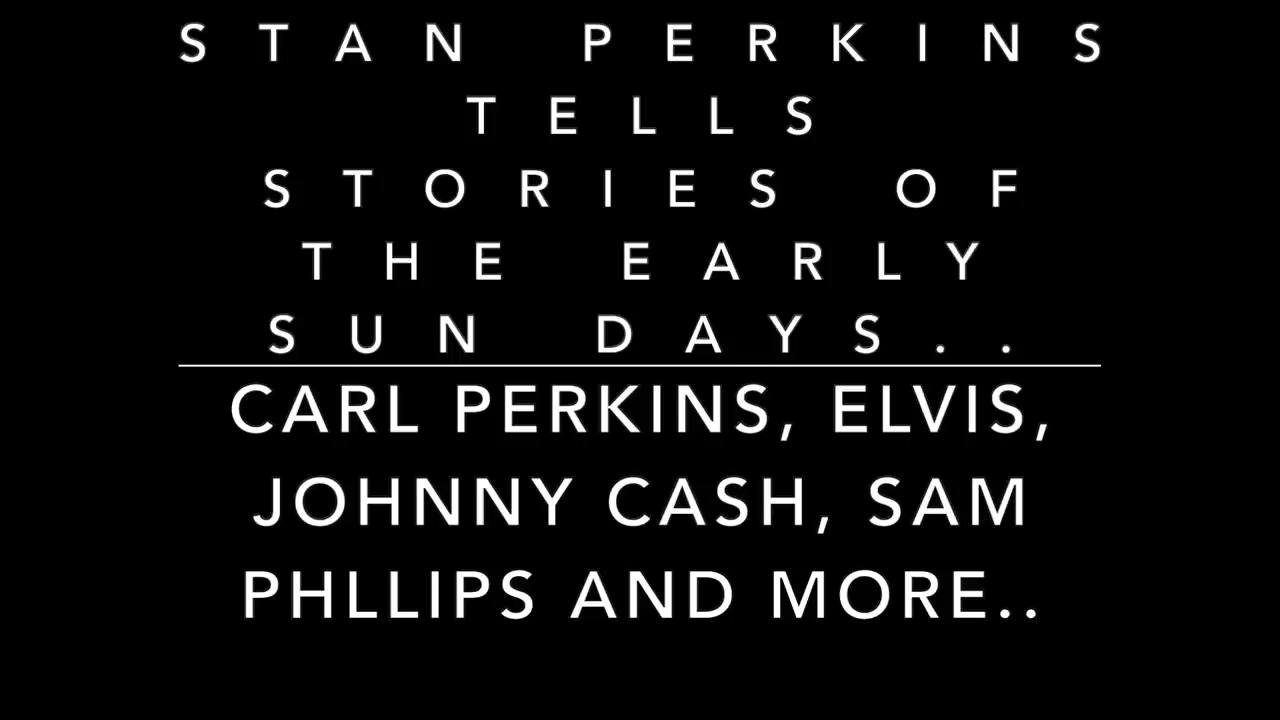 STAN PERKINS
TELLS
STORIES OF
THE EARLY
SUN DAYS..
CARL PERKINS, ELVIS,
JOHNNY CASH, SAM
PHLLIPS AND MORE..